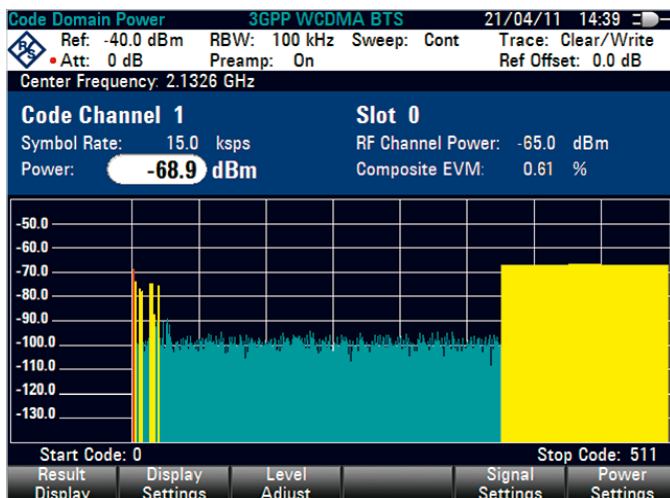 Code Domain Power 3GPP WCDMA BTS 21/04/11 14:39
Ref: -40.0 dBm RBW: 100 kHz Sweep: Cont Trace: Clear/Write
Att: 0 dB Preamp: On Ref Offset: 0.0 dB
Center Frequency: 2.1326 GHz
Code Channel 1 Slot 0
Symbol Rate: 15.0 ksps RF Channel Power: -65.0 dBm
Power: -68.9 dBm Composite EVM: 0.61 %
-50.0
-60.0
-70.0
-80.0
-90.0
-100.0
-110.0
-120.0
-130.0
Start Code: 0 Stop Code: 511
Result Display Level Signal Power
Display Settings Adjust Settings Settings